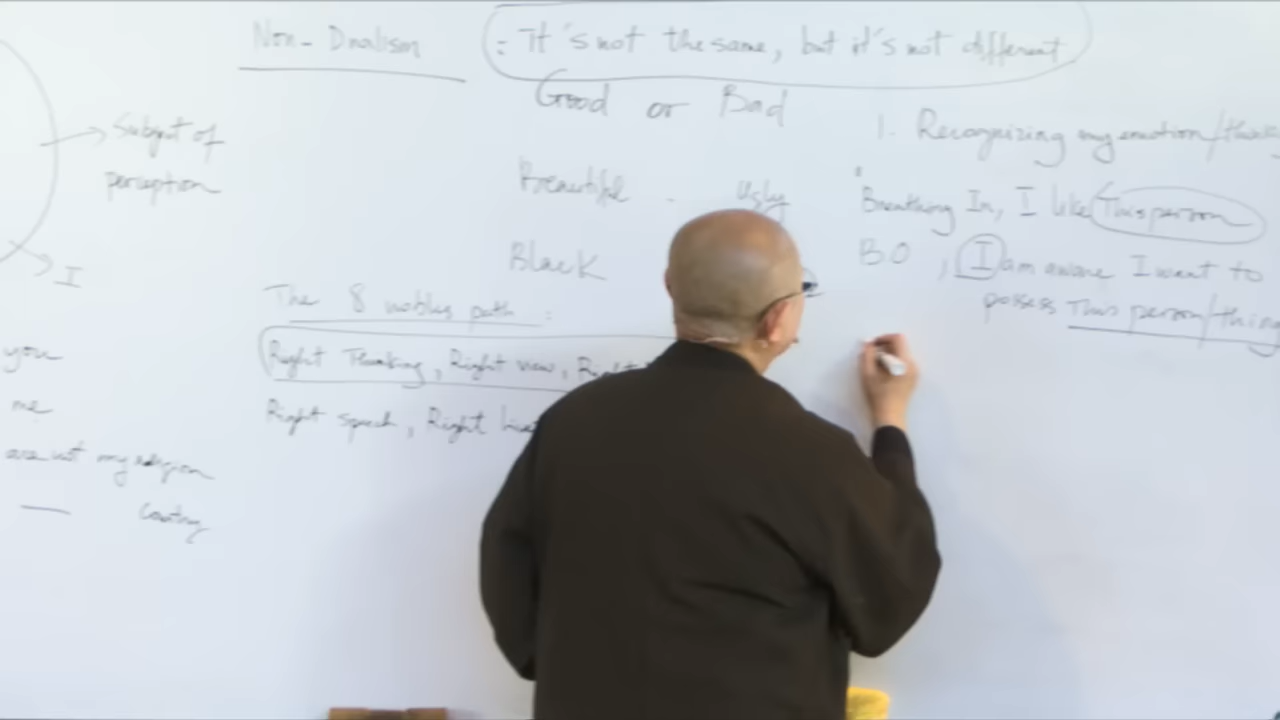 Non-Dualism : It's not the same, but it's not different
Good or Bad
Beautiful - Ugly
Black
Subject of
perception
I
you
me
are not my religion
— Country
The 8 nobles path :
Right Thinking, Right view,
Right speech, Right
1. Recognizing my emotion/
"Breathing In, I like This person
BO, I am aware I want to
possess This person/thing